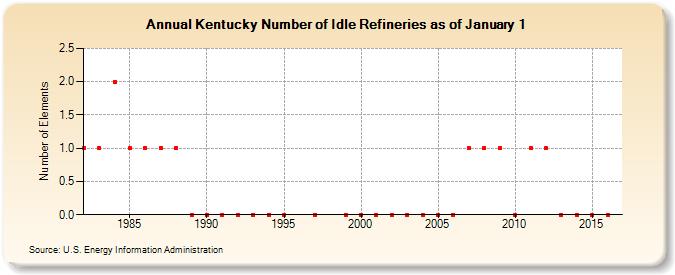 Annual Kentucky Number of Idle Refineries as of January 1
Number of Elements
2.5
2.0
1.5
1.0
0.5
0.0
1985 1990 1995 2000 2005 2010 2015
Source: U.S. Energy Information Administration